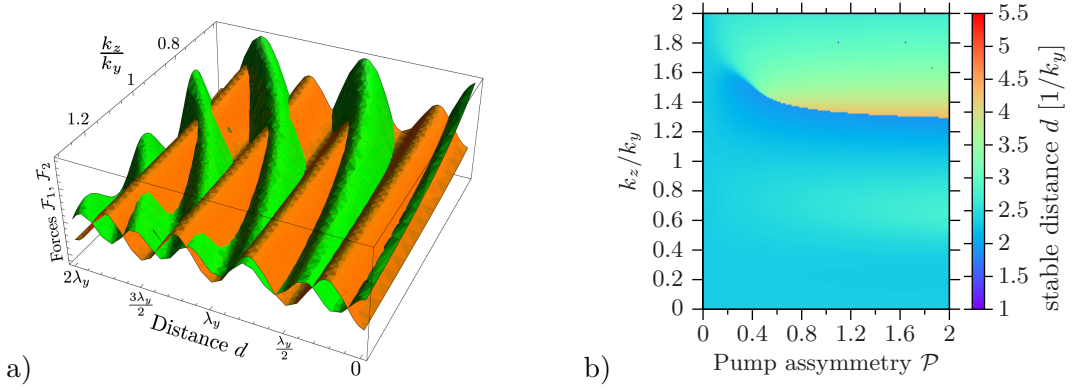 a)
k_z/k_y
0.8
1
1.2
Forces 𝓕₁, 𝓕₂
2λ_y
3λ_y/2
λ_y
λ_y/2
0
Distance d
b)
k_z/k_y
2
1.8
1.6
1.4
1.2
1
0.8
0.6
0.4
0.2
0
0 0.4 0.8 1.2 1.6 2
Pump assymmetry 𝒫
5.5
5
4.5
4
3.5
3
2.5
2
1.5
1
stable distance d [1/k_y]